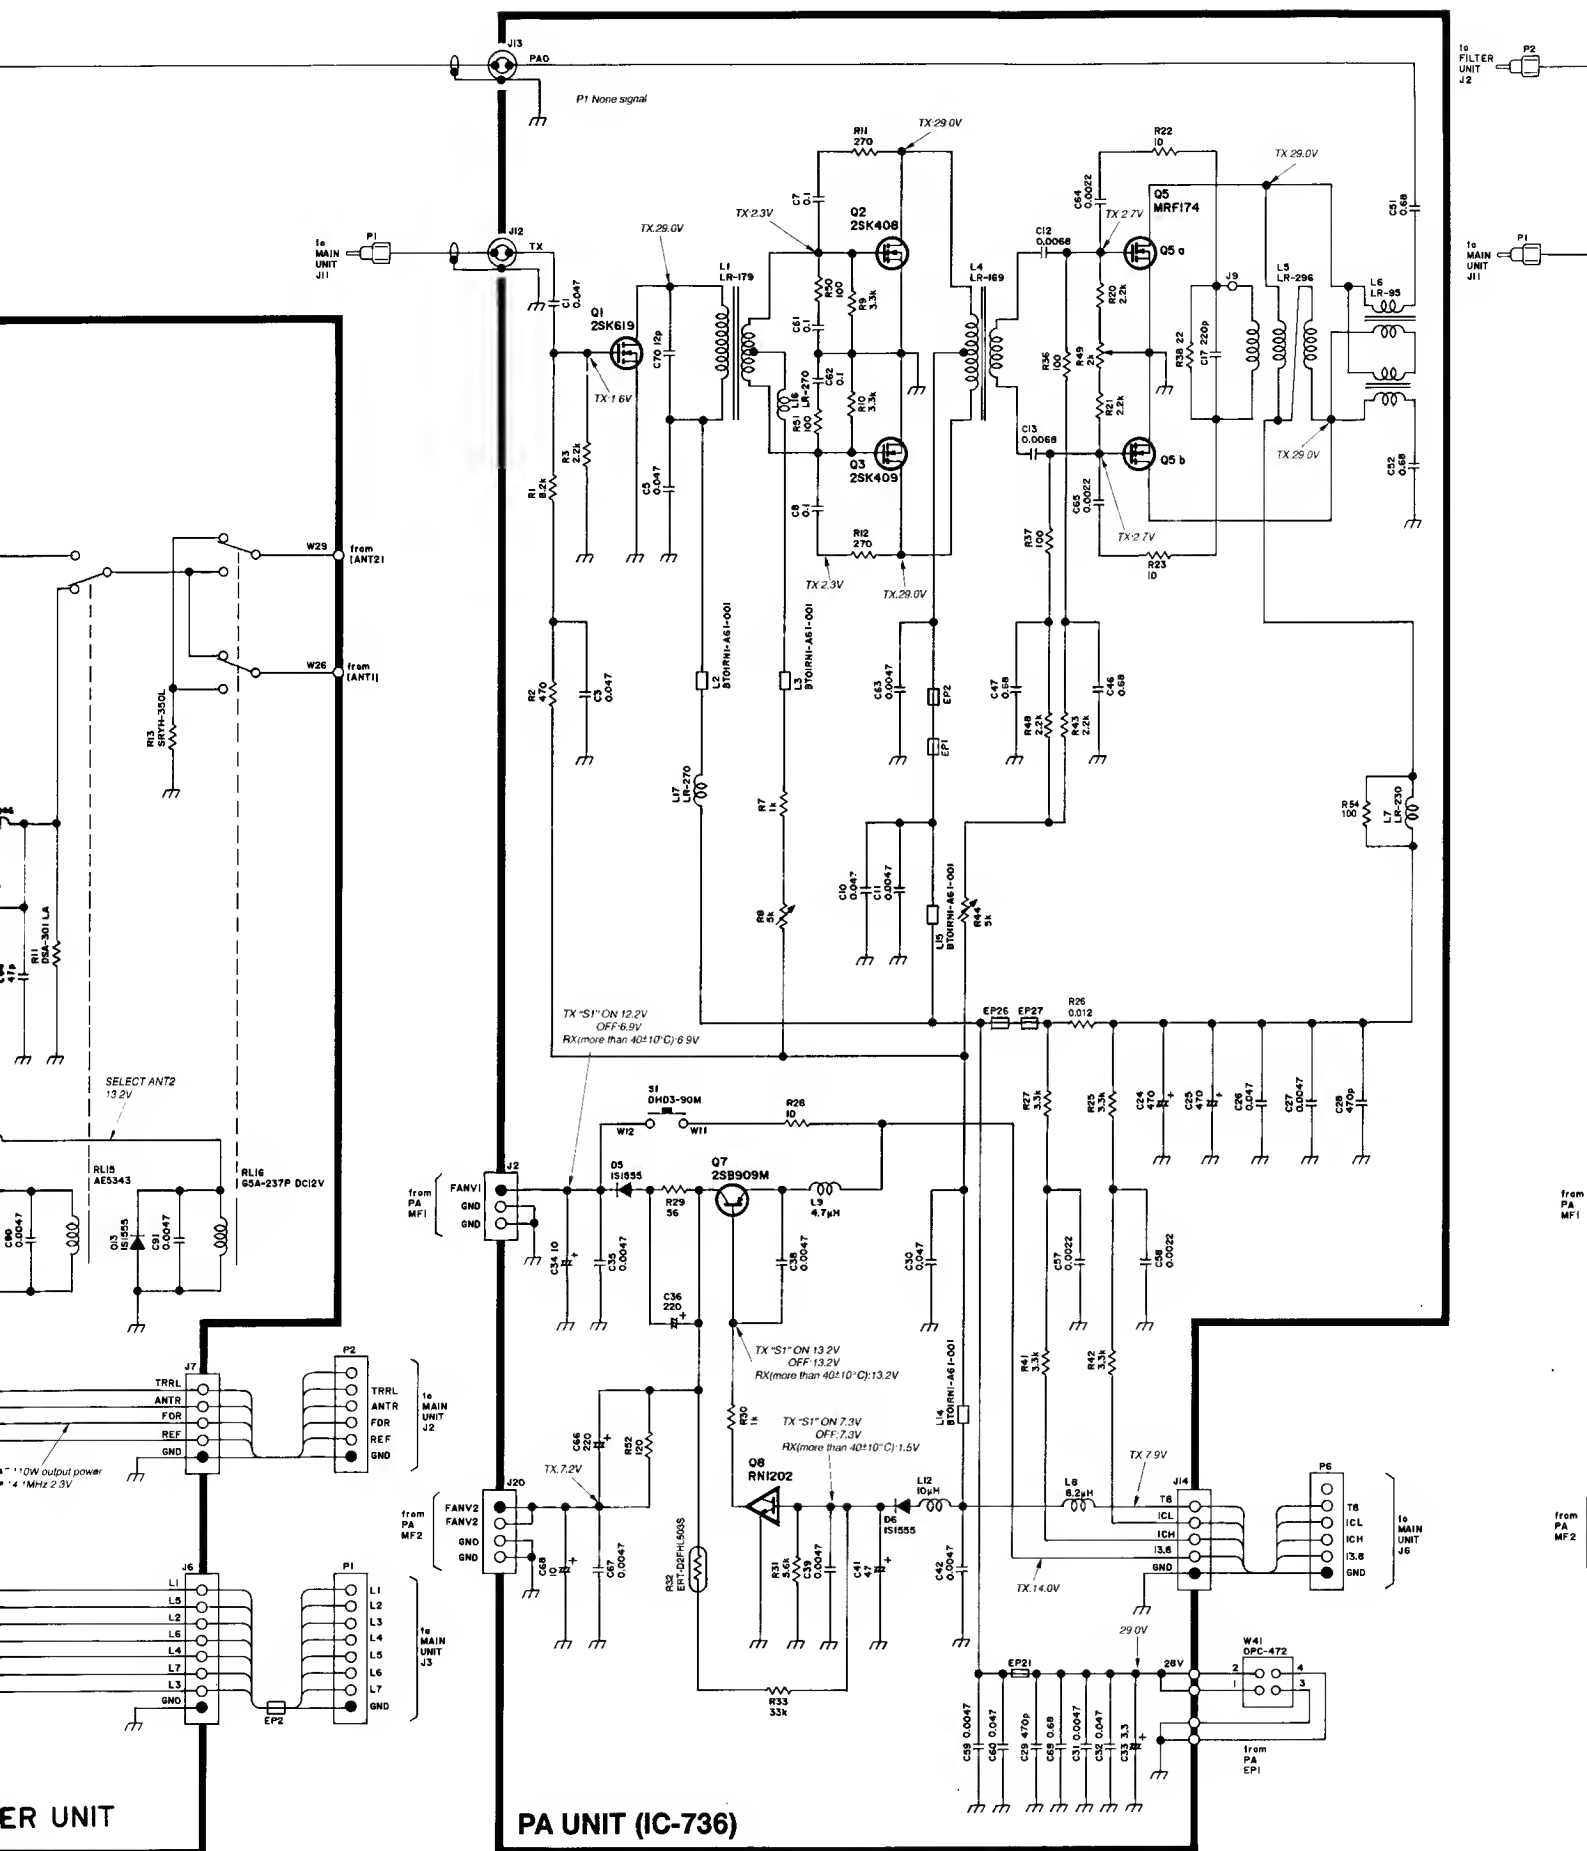 J13
PAO
P1 None signal
to
FILTER
UNIT
J2
P2
R11
270
TX:29.0V
R22
10
TX 29.0V
C7
0.1
C64
0.0022
Q5
MRF174
C51
0.68
TX:2.3V
Q2
2SK408
TX 2.7V
to
MAIN
UNIT
J11
P1
J12
TX
TX.29.0V
C12
0.0068
Q5 a
to
MAIN
UNIT
J11
P1
C1
0.047
L1
LR-179
R50
100
R9
3.3k
L4
LR-169
R20
2.2k
J9
L5
LR-296
L6
LR-95
Q1
2SK619
C70 12p
C61
0.1
R36
100
R49
2k
R38 22
C17 220p
TX:1.6V
L16
LR-270
C62
0.1
R51
100
R10
3.3k
R21
2.2k
R3
2.2k
C13
0.0068
Q3
2SK409
Q5 b
TX:29.0V
C52
0.68
R1
8.2k
C5
0.047
C8
0.1
C65
0.0022
R12
270
R37
100
TX:2.7V
R23
10
TX 2.3V
TX:29.0V
W29
from
[ANT2]
W26
from
[ANT1]
R13
SRYH-350L
R2
470
C3
0.047
L2
BT01RN1-A61-001
L3
BT01RN1-A61-001
C63
0.0047
EP2
EP1
C47
0.68
R48
2.2k
R43
2.2k
C46
0.68
L17
LR-270
R7
1k
R54
100
L7
LR-230
R11
DSA-301LA
47p
R8
5k
C10
0.047
C11
0.0047
L15
BT01RN1-A61-001
R44
5k
TX "S1" ON 12.2V
OFF:6.9V
RX(more than 40±10°C):6.9V
EP26
EP27
R26
0.012
SELECT ANT2
13.2V
S1
DH03-90M
W12
W11
R28
10
R27
3.3k
R25
3.3k
C24
470
C25
470
C26
0.047
C27
0.0047
C28
470p
RL15
AE5343
RL16
G5A-237P DC12V
from
PA
MF1
J2
FANV1
GND
GND
D5
1S1555
R29
56
Q7
2SB909M
L9
4.7µH
from
PA
MF1
C90
0.0047
D13
1S1555
C91
0.0047
C34 10
C35
0.0047
C36
220
C38
0.0047
C30
0.047
C57
0.0022
C58
0.0022
TX "S1" ON 13.2V
OFF:13.2V
RX(more than 40±10°C):13.2V
L14
BT01RN1-A61-001
R41
3.3k
R42
3.3k
J7
TRRL
ANTR
FOR
REF
GND
P2
TRRL
ANTR
FOR
REF
GND
to
MAIN
UNIT
J2
10W output power
14.1MHz 2.3V
C66
220
R52
120
R30
1k
TX "S1" ON 7.3V
OFF:7.3V
RX(more than 40±10°C):1.5V
TX.7.2V
Q8
RN1202
TX 7.9V
J20
FANV2
FANV2
GND
GND
from
PA
MF2
L12
10µH
D6
1S1555
L8
8.2µH
J14
T8
ICL
ICH
13.8
GND
P6
T8
ICL
ICH
13.8
GND
to
MAIN
UNIT
J6
from
PA
MF2
C68
10
C67
0.0047
R32
ERT-D2FHL503S
R31
5.6k
C39
0.0047
C41
47
C42
0.0047
TX.14.0V
J6
L1
L5
L2
L6
L4
L7
L3
GND
EP2
P1
L1
L2
L3
L4
L5
L6
L7
GND
to
MAIN
UNIT
J3
R33
33k
29.0V
28V
EP21
W41
OPC-472
2
4
1
3
C59 0.0047
C60 0.047
C29 470p
C69 0.68
C31 0.0047
C32 0.047
C33 3.3
from
PA
EP1
ER UNIT
PA UNIT (IC-736)